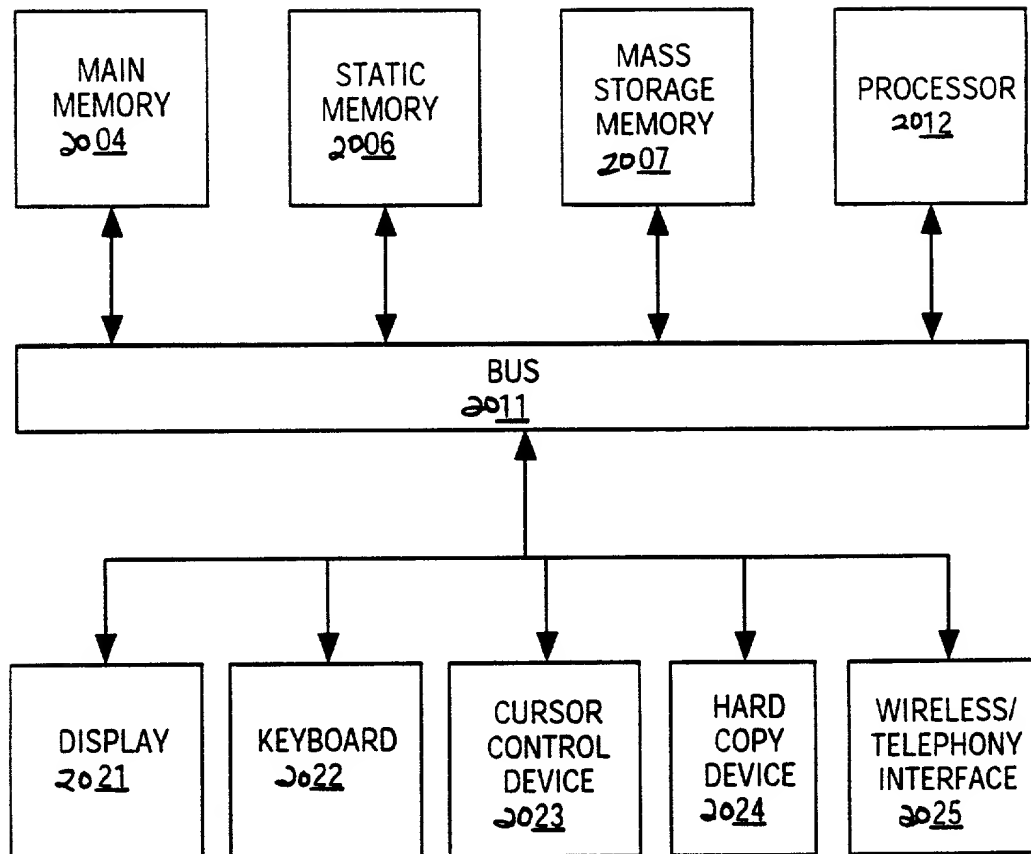 MAIN
MEMORY
2004
STATIC
MEMORY
2006
MASS
STORAGE
MEMORY
2007
PROCESSOR
2012
BUS
2011
DISPLAY
2021
KEYBOARD
2022
CURSOR
CONTROL
DEVICE
2023
HARD
COPY
DEVICE
2024
WIRELESS/
TELEPHONY
INTERFACE
2025